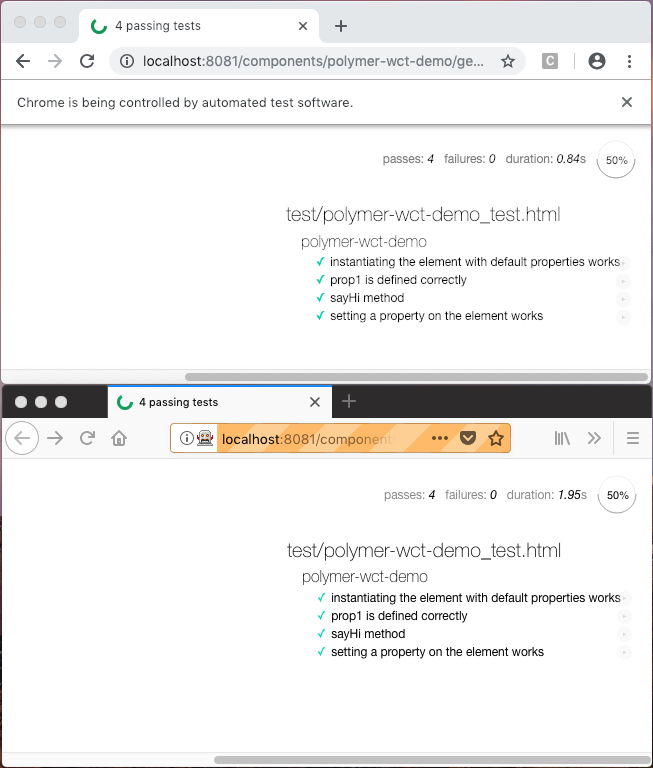 4 passing tests
localhost:8081/components/polymer-wct-demo/ge...
C
Chrome is being controlled by automated test software.
passes: 4 failures: 0 duration: 0.84s 50%
test/polymer-wct-demo_test.html
polymer-wct-demo
✓ instantiating the element with default properties works
✓ prop1 is defined correctly
✓ sayHi method
✓ setting a property on the element works
4 passing tests
localhost:8081/component
passes: 4 failures: 0 duration: 1.95s 50%
test/polymer-wct-demo_test.html
polymer-wct-demo
✓ instantiating the element with default properties works
✓ prop1 is defined correctly
✓ sayHi method
✓ setting a property on the element works